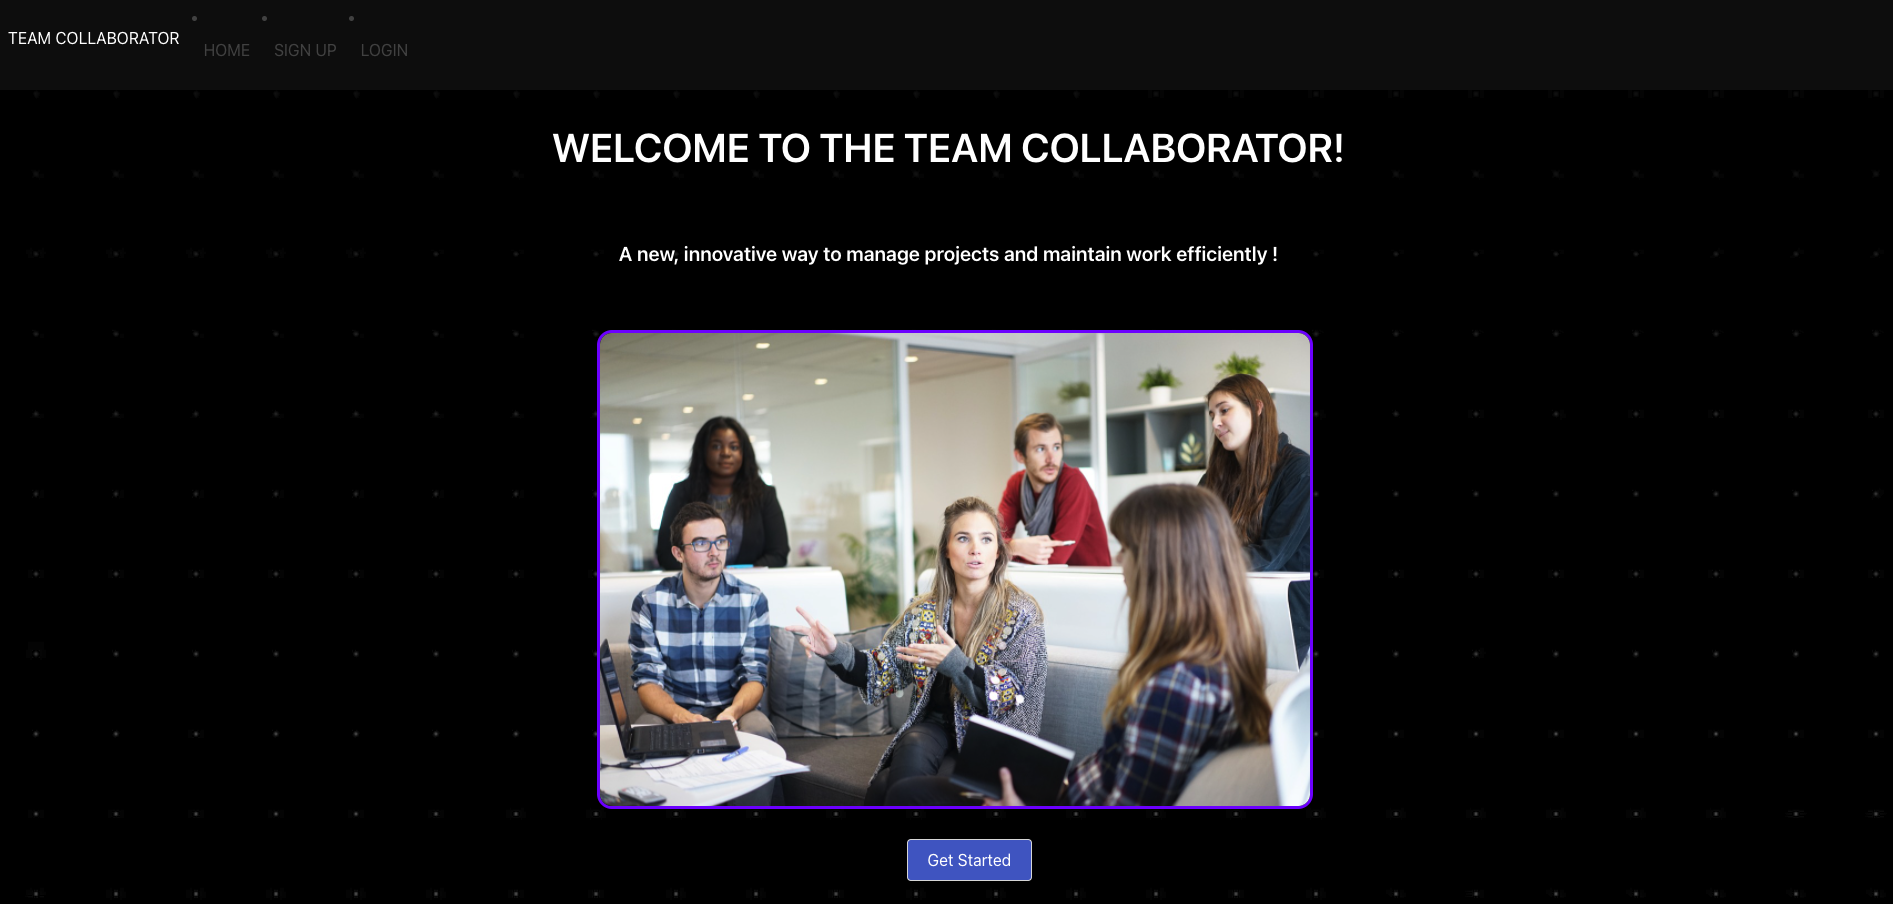 TEAM COLLABORATOR
HOME SIGN UP LOGIN
WELCOME TO THE TEAM COLLABORATOR!
A new, innovative way to manage projects and maintain work efficiently !
Get Started